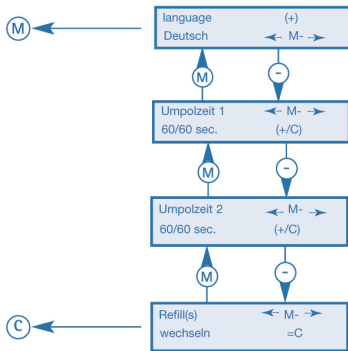 language (+)
M Deutsch M-
M -
Umpolzeit 1 M-
60/60 sec. (+/C)
M -
Umpolzeit 2 M-
60/60 sec. (+/C)
M -
Refill(s) M-
C wechseln =C